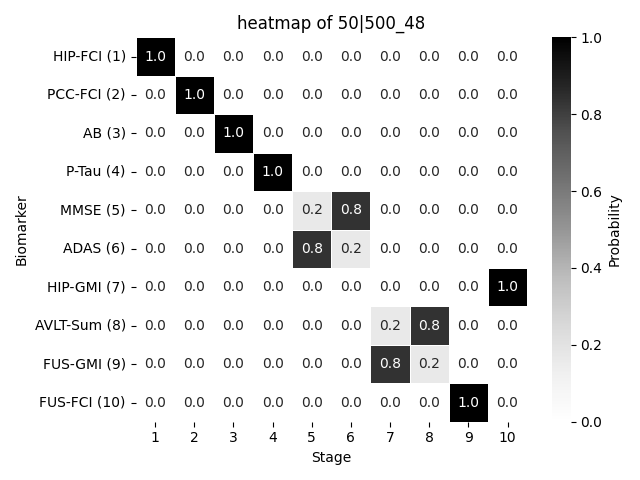 heatmap of 50|500_48
HIP-FCI (1) 1.0 0.0 0.0 0.0 0.0 0.0 0.0 0.0 0.0 0.0
PCC-FCI (2) 0.0 1.0 0.0 0.0 0.0 0.0 0.0 0.0 0.0 0.0
AB (3) 0.0 0.0 1.0 0.0 0.0 0.0 0.0 0.0 0.0 0.0
P-Tau (4) 0.0 0.0 0.0 1.0 0.0 0.0 0.0 0.0 0.0 0.0
MMSE (5) 0.0 0.0 0.0 0.0 0.2 0.8 0.0 0.0 0.0 0.0
ADAS (6) 0.0 0.0 0.0 0.0 0.8 0.2 0.0 0.0 0.0 0.0
HIP-GMI (7) 0.0 0.0 0.0 0.0 0.0 0.0 0.0 0.0 0.0 1.0
AVLT-Sum (8) 0.0 0.0 0.0 0.0 0.0 0.0 0.2 0.8 0.0 0.0
FUS-GMI (9) 0.0 0.0 0.0 0.0 0.0 0.0 0.8 0.2 0.0 0.0
FUS-FCI (10) 0.0 0.0 0.0 0.0 0.0 0.0 0.0 0.0 1.0 0.0
1 2 3 4 5 6 7 8 9 10
Stage
Biomarker
1.0
0.8
0.6
0.4
0.2
0.0
Probability